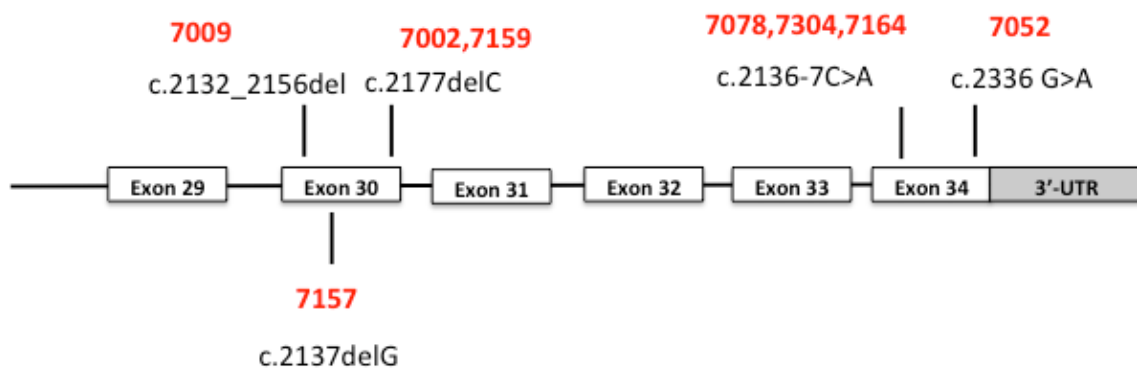 7009 7002,7159 7078,7304,7164 7052
c.2132_2156del c.2177delC c.2136-7C>A c.2336 G>A
Exon 29 Exon 30 Exon 31 Exon 32 Exon 33 Exon 34 3’-UTR
7157
c.2137delG